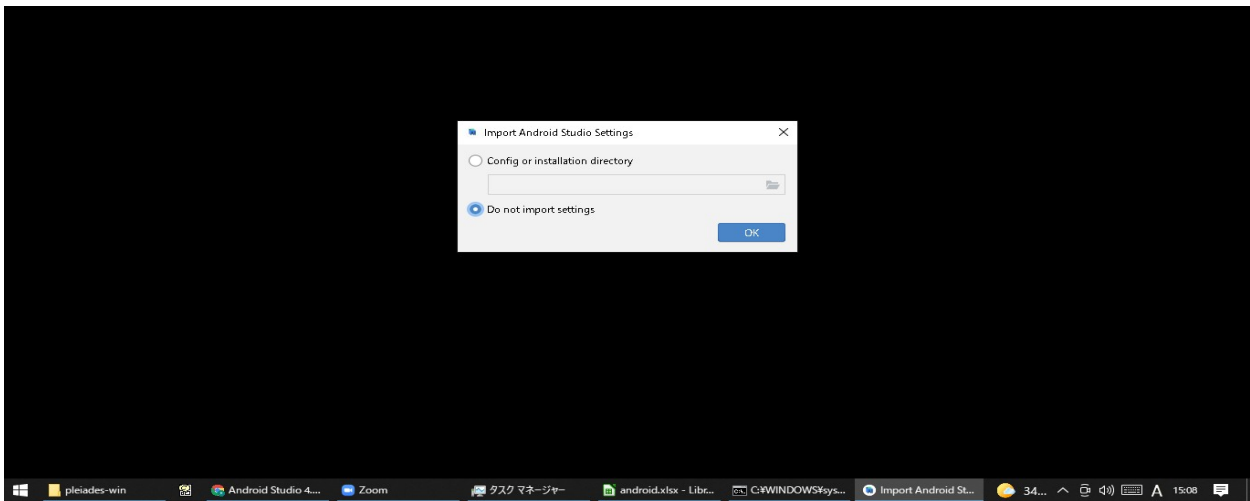 Import Android Studio Settings
Config or installation directory
Do not import settings
OK
pleiades-win
Android Studio 4....
Zoom
タスク マネージャー
android.xlsx - Libr...
C:¥WINDOWS¥sys...
Import Android St...
34...
A
15:08